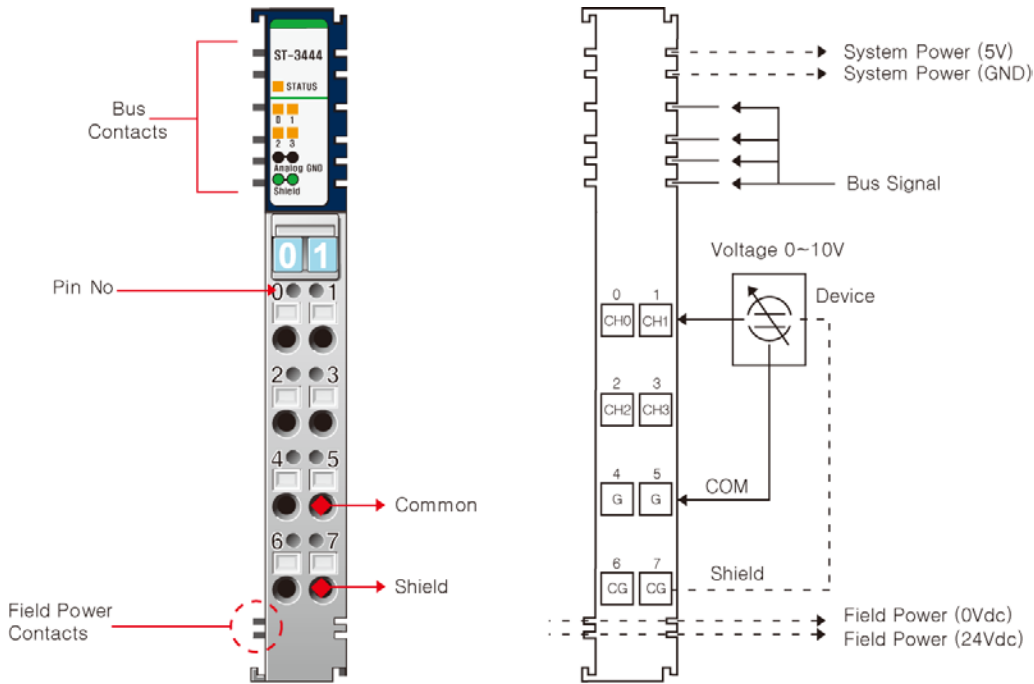 ST-3444
STATUS
0 1
2 3
Analog GND
Shield
Bus
Contacts
01
Pin No
0 1
2 3
4 5
Common
6 7
Shield
Field Power
Contacts
System Power (5V)
System Power (GND)
Bus Signal
Voltage 0~10V
Device
0 1
CH0 CH1
2 3
CH2 CH3
4 5
G G
COM
6 7
CG CG
Shield
Field Power (0Vdc)
Field Power (24Vdc)